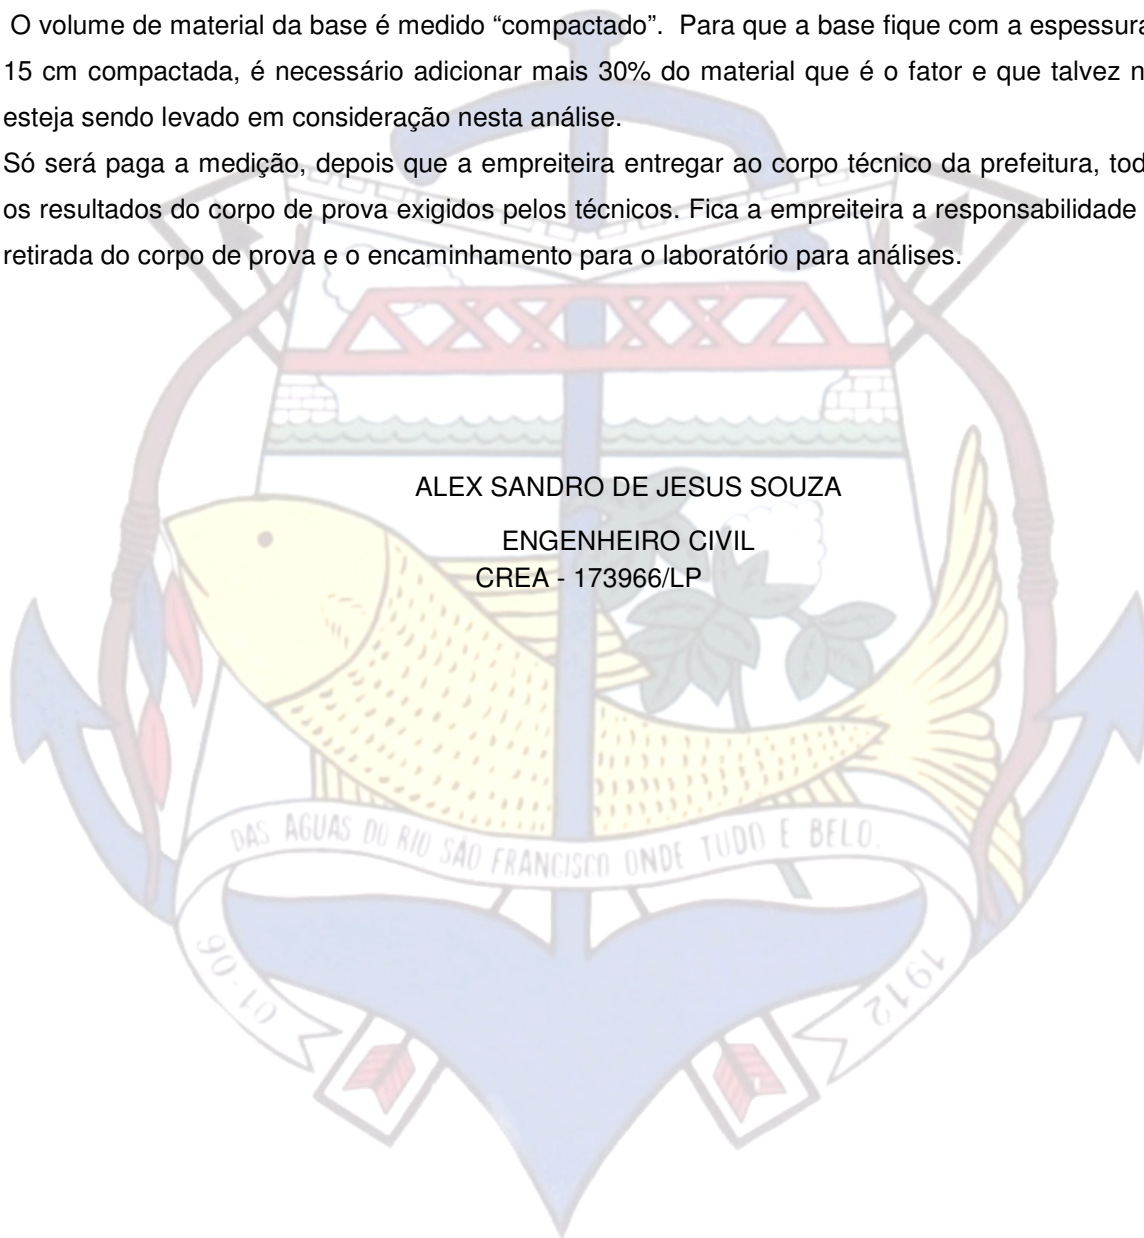 O volume de material da base é medido “compactado”. Para que a base fique com a espessura
15 cm compactada, é necessário adicionar mais 30% do material que é o fator e que talvez n
esteja sendo levado em consideração nesta análise.
Só será paga a medição, depois que a empreiteira entregar ao corpo técnico da prefeitura, tod
os resultados do corpo de prova exigidos pelos técnicos. Fica a empreiteira a responsabilidade
retirada do corpo de prova e o encaminhamento para o laboratório para análises.
ALEX SANDRO DE JESUS SOUZA
ENGENHEIRO CIVIL
CREA - 173966/LP
DAS AGUAS DO RIO SÃO FRANCISCO ONDE TUDO E BELO.
01-06
1912